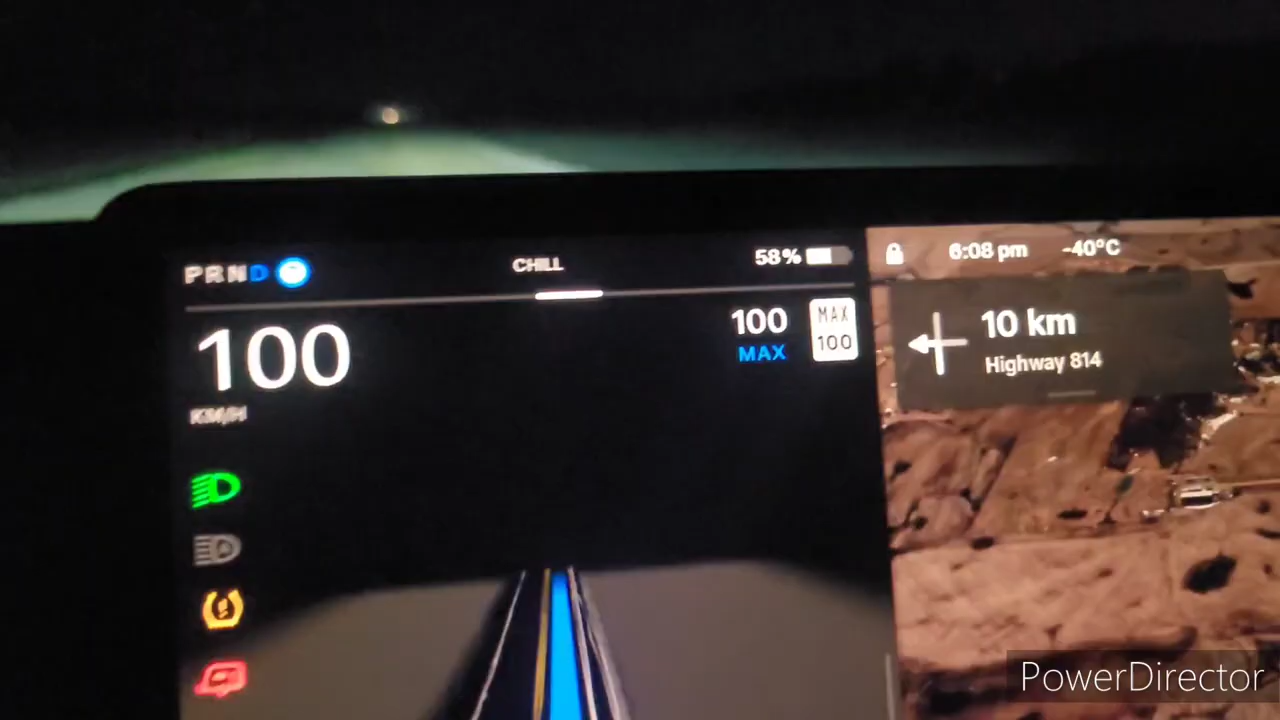 PRND
CHILL
58%
6:08 pm
-40°C
100
KM/H
100
MAX
MAX
100
10 km
Highway 814
A
PowerDirector